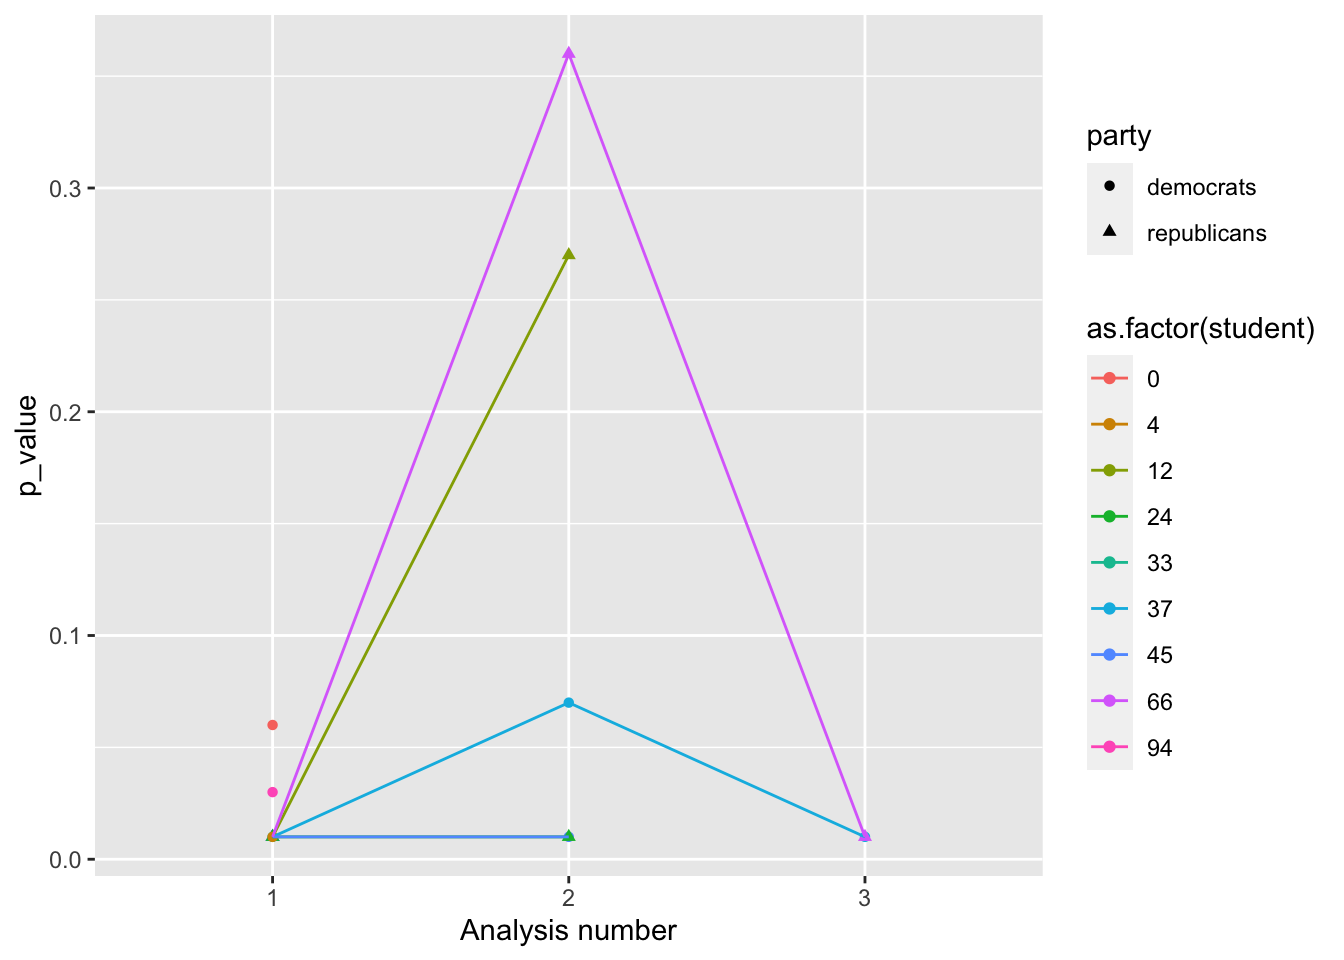 p_value
0.3
0.2
0.1
0.0
1 2 3
Analysis number
party
democrats
republicans
as.factor(student)
0
4
12
24
33
37
45
66
94